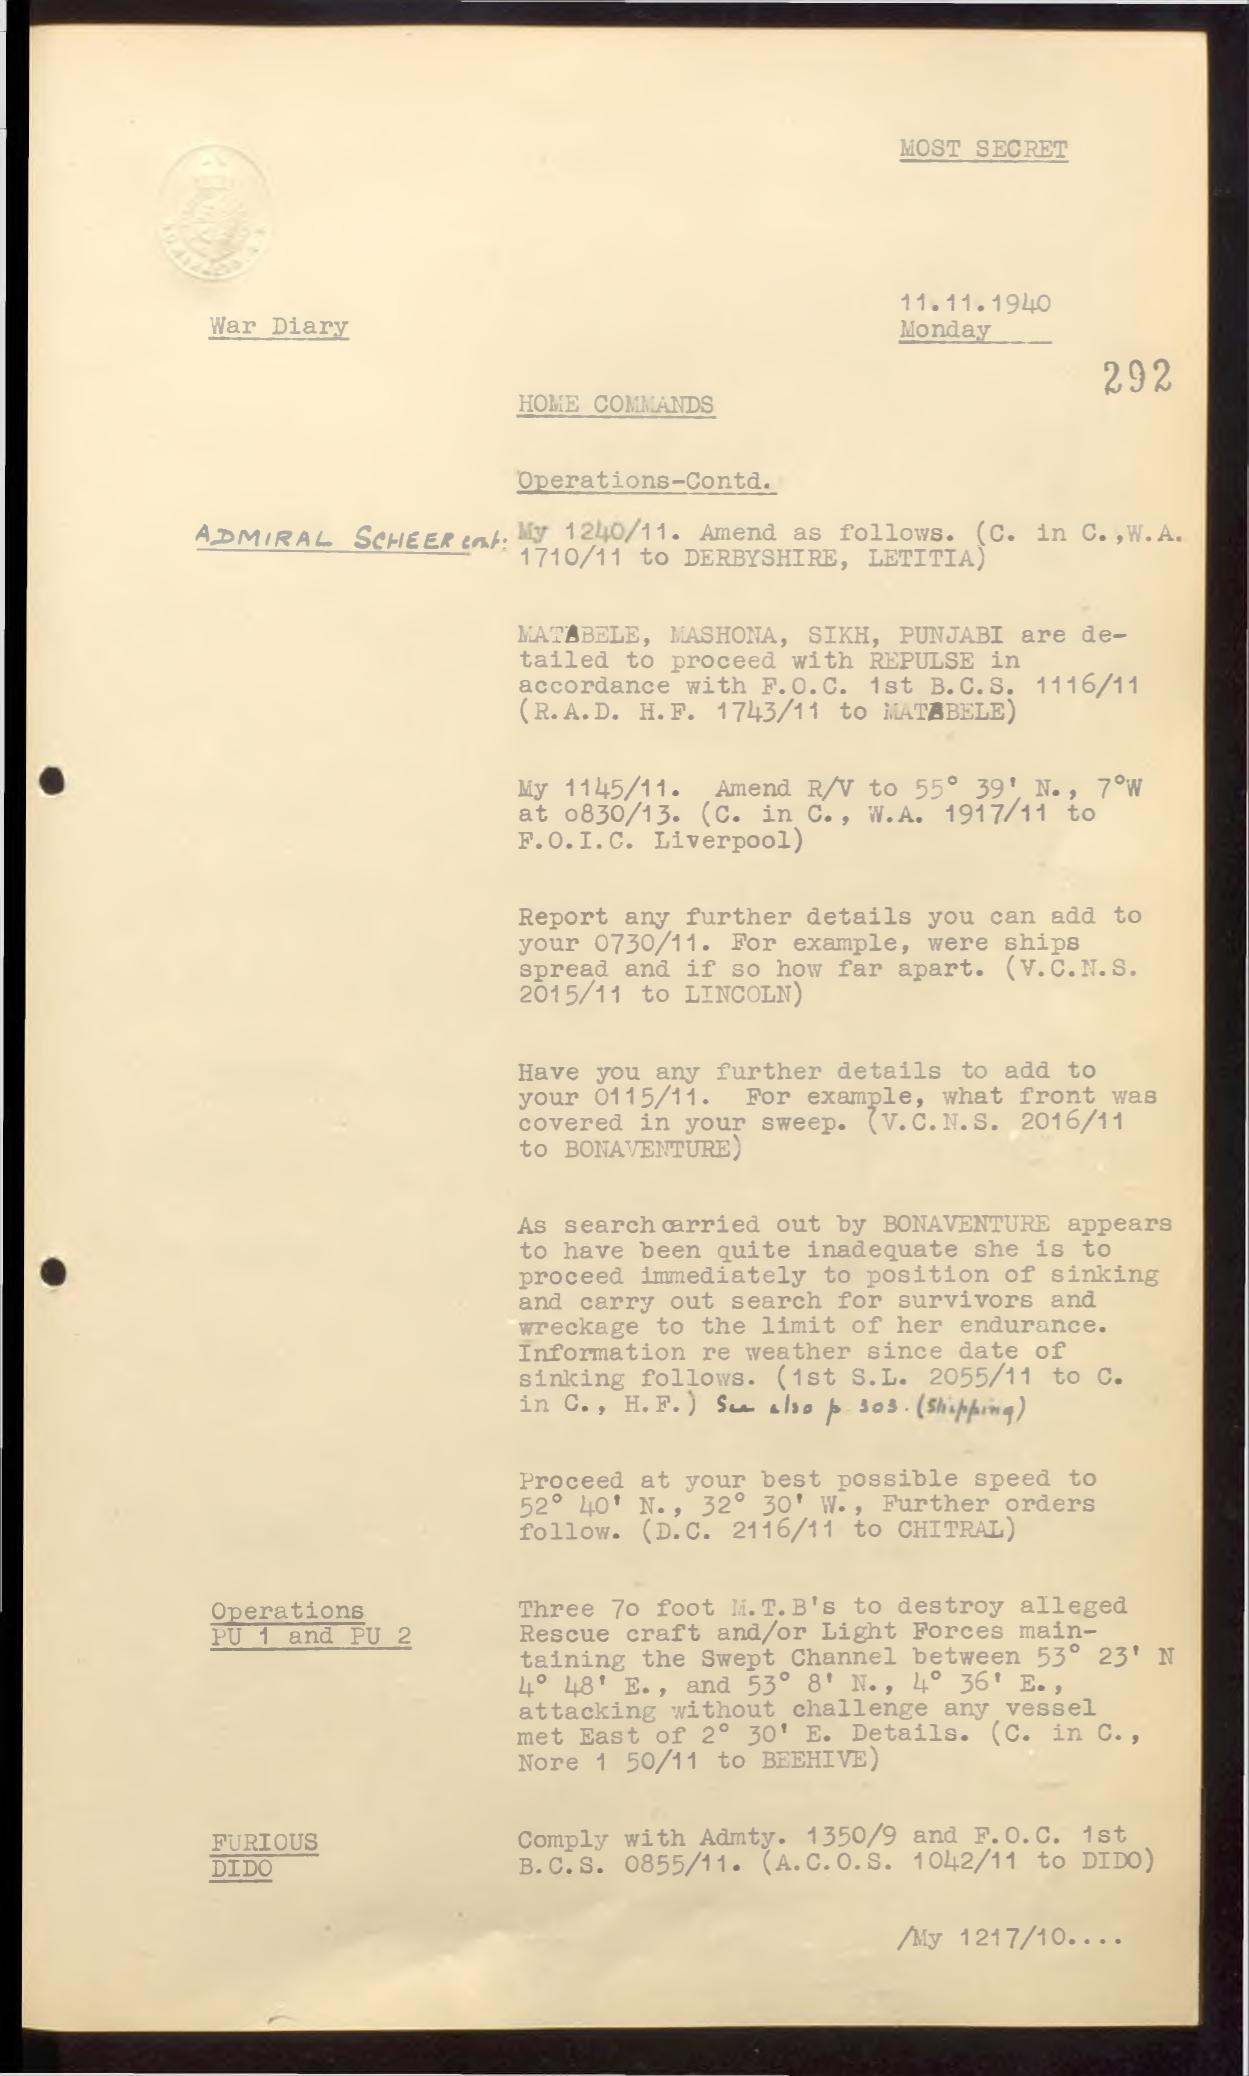 MOST SECRET
11.11.1940
War Diary
Monday
292
HOME COMMANDS
Operations-Contd.
ADMIRAL SCHEER cont:
My 1240/11. Amend as follows. (C. in C.,W.A.
1710/11 to DERBYSHIRE, LETITIA)
MATABELE, MASHONA, SIKH, PUNJABI are de-
tailed to proceed with REPULSE in
accordance with F.O.C. 1st B.C.S. 1116/11
(R.A.D. H.F. 1743/11 to MATABELE)
My 1145/11. Amend R/V to 55° 39' N., 7°W
at o830/13. (C. in C., W.A. 1917/11 to
F.O.I.C. Liverpool)
Report any further details you can add to
your 0730/11. For example, were ships
spread and if so how far apart. (V.C.N.S.
2015/11 to LINCOLN)
Have you any further details to add to
your 0115/11. For example, what front was
covered in your sweep. (V.C.N.S. 2016/11
to BONAVENTURE)
As search carried out by BONAVENTURE appears
to have been quite inadequate she is to
proceed immediately to position of sinking
and carry out search for survivors and
wreckage to the limit of her endurance.
Information re weather since date of
sinking follows. (1st S.L. 2055/11 to C.
in C., H.F.) See also p 303. (Shipping)
Proceed at your best possible speed to
52° 40' N., 32° 30' W., Further orders
follow. (D.C. 2116/11 to CHITRAL)
Operations
PU 1 and PU 2
Three 7o foot M.T.B's to destroy alleged
Rescue craft and/or Light Forces main-
taining the Swept Channel between 53° 23' N
4° 48' E., and 53° 8' N., 4° 36' E.,
attacking without challenge any vessel
met East of 2° 30' E. Details. (C. in C.,
Nore 1 50/11 to BEEHIVE)
FURIOUS
DIDO
Comply with Admty. 1350/9 and F.O.C. 1st
B.C.S. 0855/11. (A.C.O.S. 1042/11 to DIDO)
/My 1217/10....